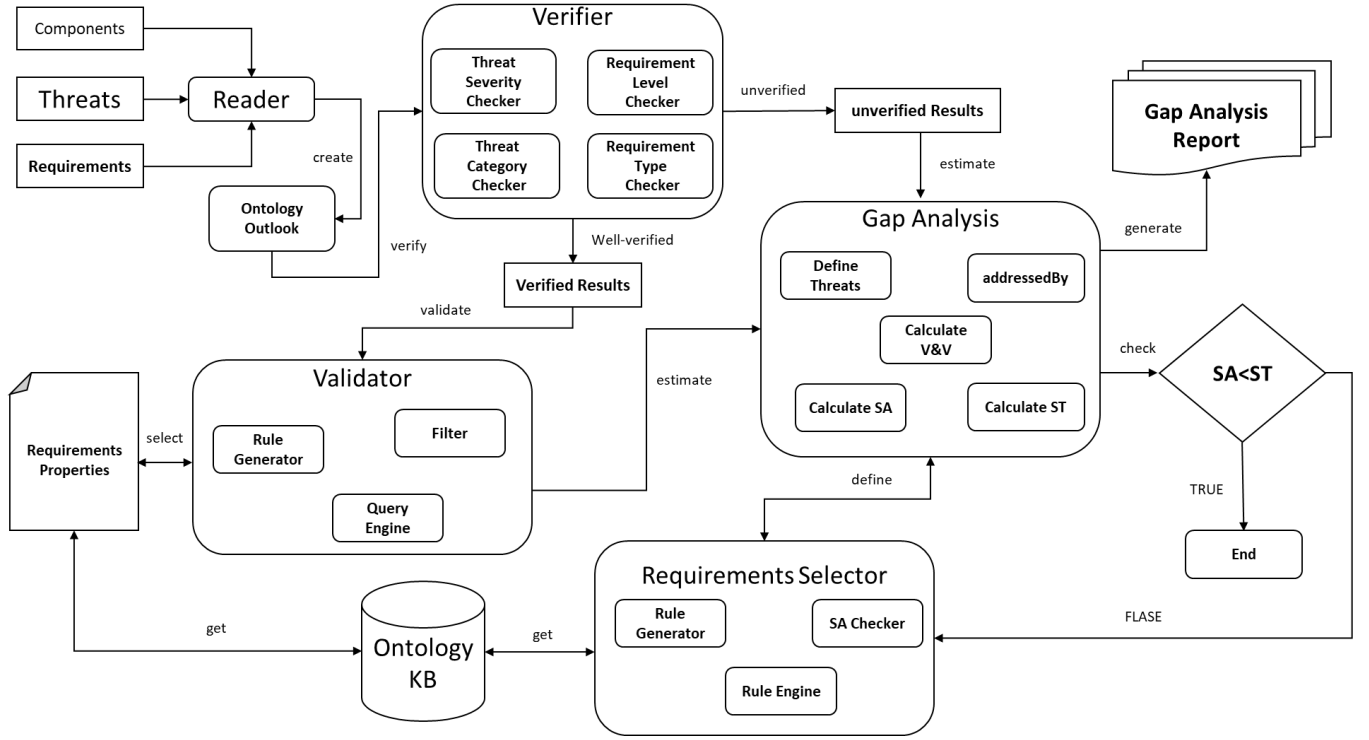 Components
Threats
Requirements
Reader
create
Ontology
Outlook
verify
Verifier
Threat
Severity
Checker
Requirement
Level
Checker
Threat
Category
Checker
Requirement
Type
Checker
unverified
unverified Results
estimate
Well-verified
Verified Results
validate
Gap Analysis
Report
generate
Gap Analysis
Define
Threats
addressedBy
Calculate
V&V
Calculate SA
Calculate ST
check
SA<ST
TRUE
End
FLASE
Validator
Rule
Generator
Filter
Query
Engine
estimate
select
Requirements
Properties
define
Requirements Selector
Rule
Generator
SA Checker
Rule Engine
get
Ontology
KB
get